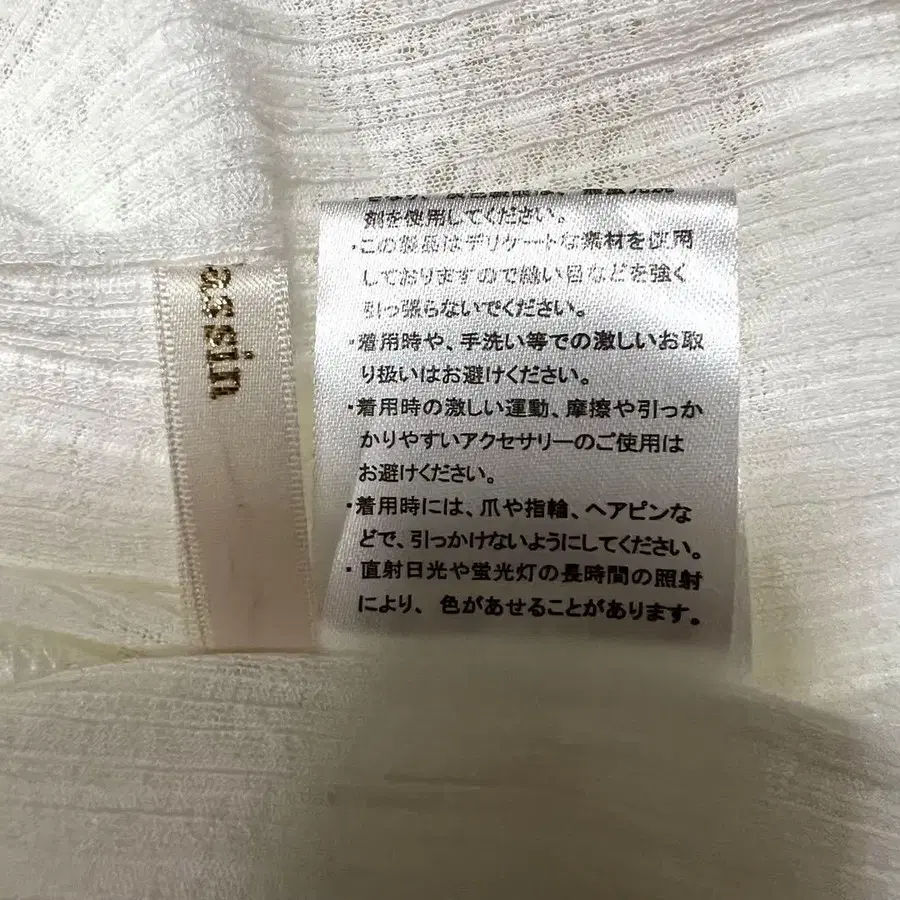 assin
剤を使用してください。
・この製品はデリケートな素材を使用
しておりますので縫い目などを強く
引っ張らないでください。
・着用時や、手洗い等での激しいお取
り扱いはお避けください。
・着用時の激しい運動、摩擦や引っか
かりやすいアクセサリーのご使用は
お避けください。
・着用時には、爪や指輪、ヘアピンな
どで、引っかけないようにしてください。
・直射日光や蛍光灯の長時間の照射
により、色があせることがあります。